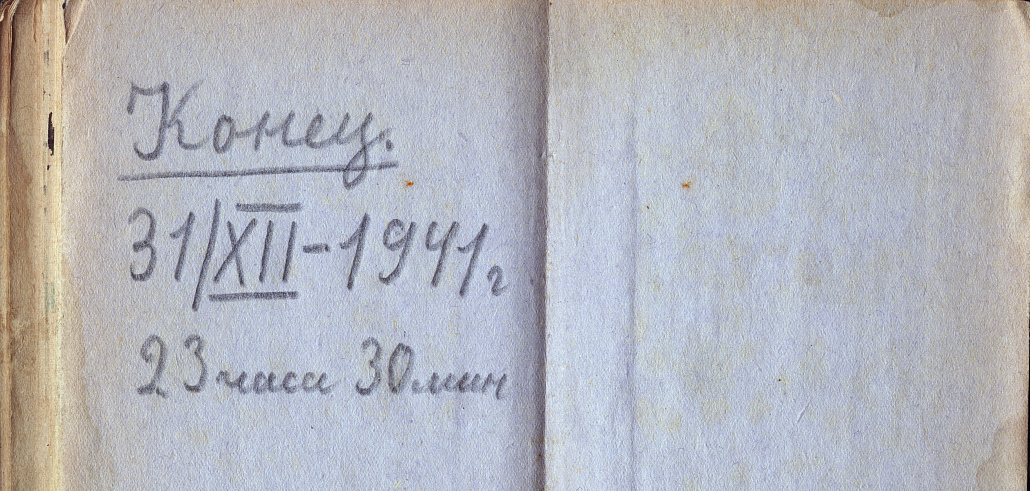 Конец.
31/XII-1941г
23 часа 30 мин